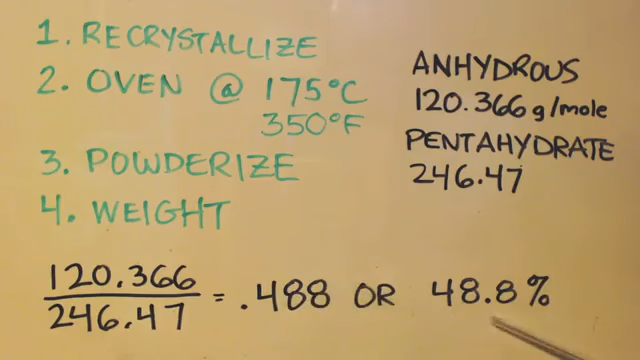 1. RECRYSTALLIZE
2. OVEN @ 175°C
350°F
3. POWDERIZE
4. WEIGHT
ANHYDROUS
120.366 g/mole
PENTAHYDRATE
246.47
120.366
246.47
= .488 OR 48.8%